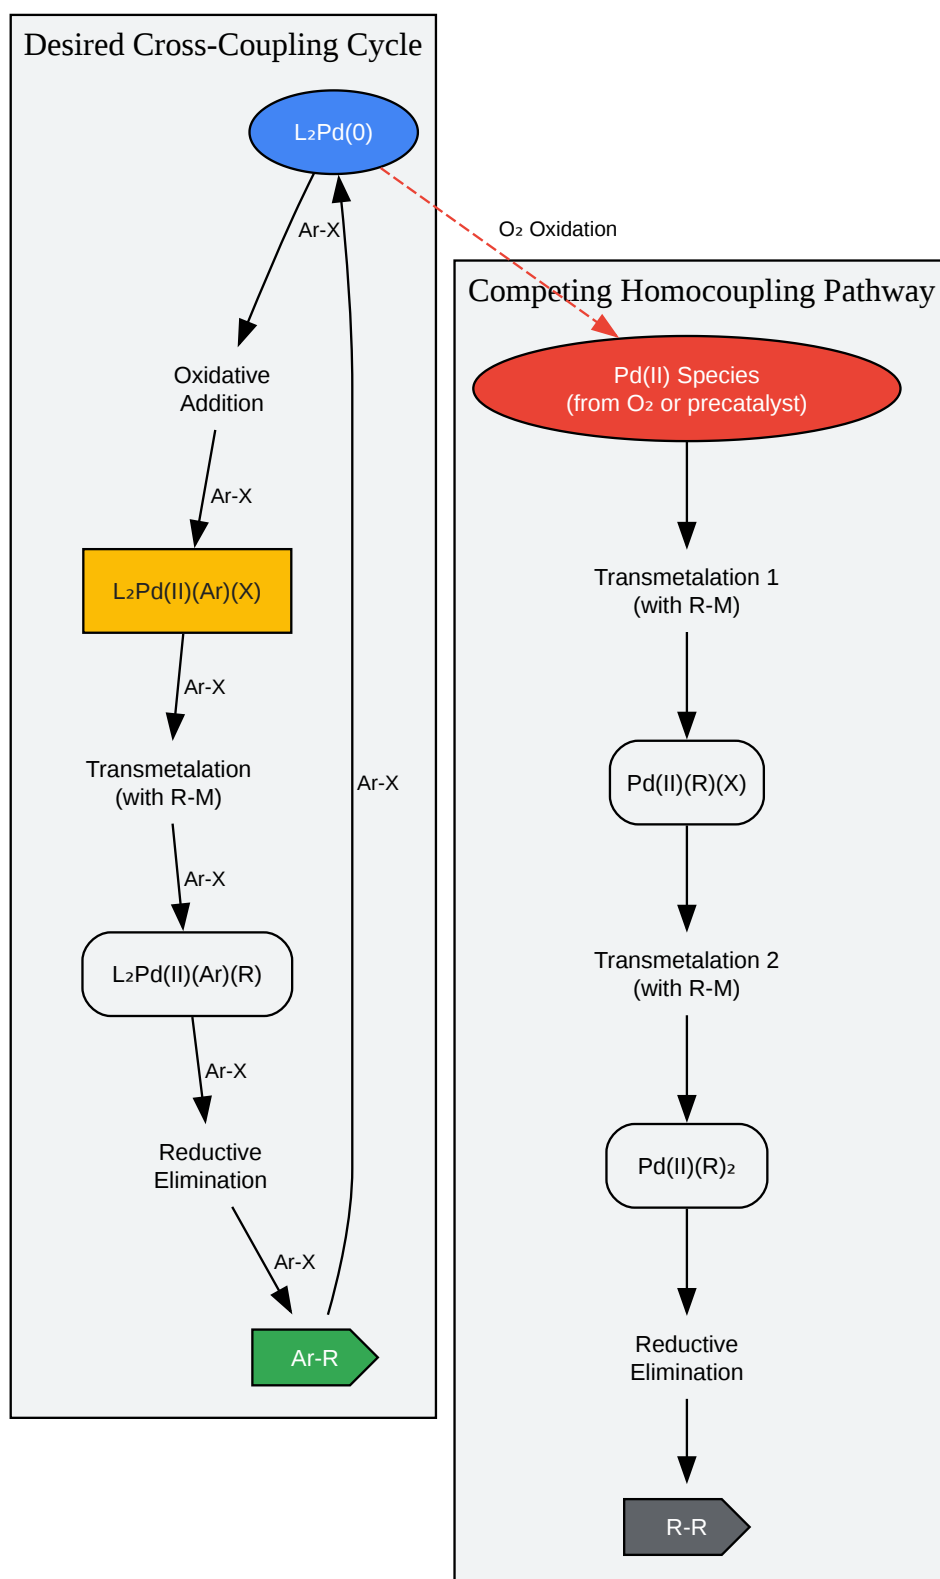 Desired Cross-Coupling Cycle
L₂Pd(0)
Ar-X
Oxidative
Addition
Ar-X
L₂Pd(II)(Ar)(X)
Ar-X
Transmetalation
(with R-M)
Ar-X
Ar-X
L₂Pd(II)(Ar)(R)
Ar-X
Reductive
Elimination
Ar-X
Ar-R
O₂ Oxidation
Competing Homocoupling Pathway
Pd(II) Species
(from O₂ or precatalyst)
Transmetalation 1
(with R-M)
Pd(II)(R)(X)
Transmetalation 2
(with R-M)
Pd(II)(R)₂
Reductive
Elimination
R-R